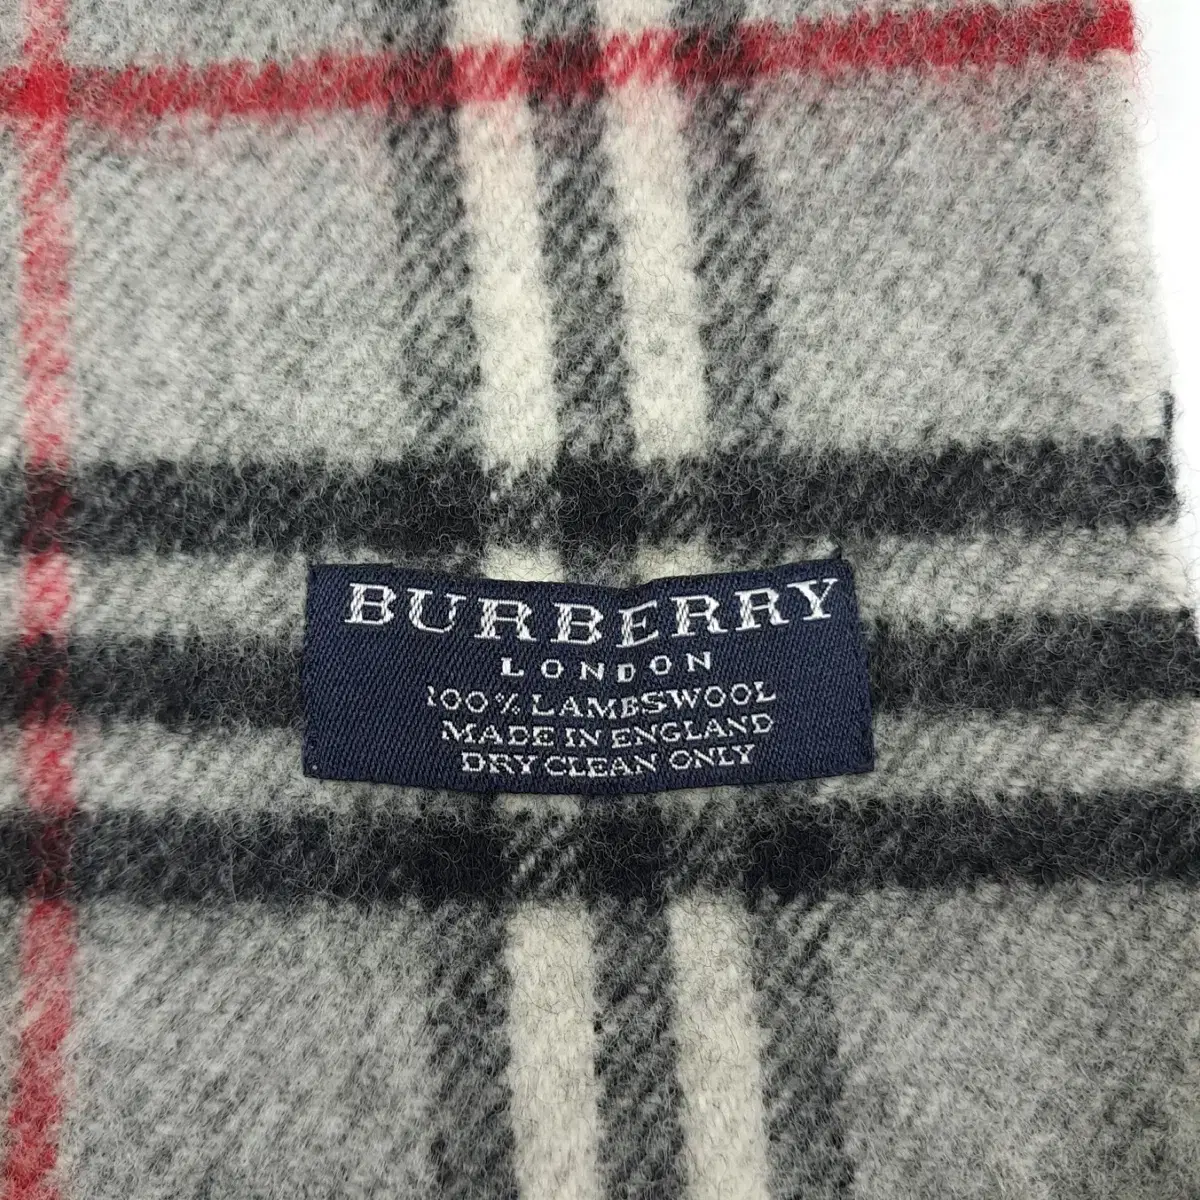 BURBERRY
LONDON
100% LAMBSWOOL
MADE IN ENGLAND
DRY CLEAN ONLY